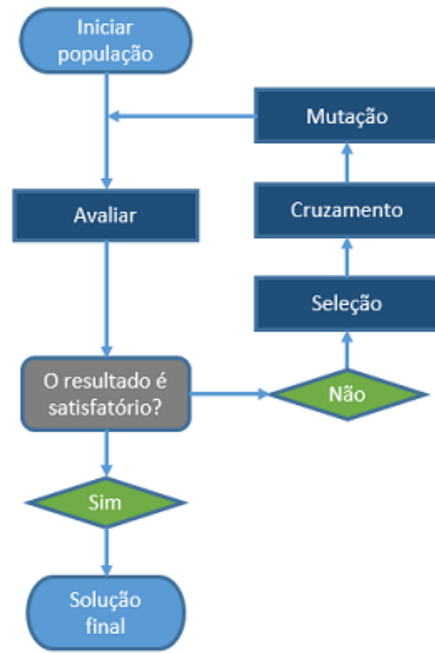 Iniciar
população
Mutação
Avaliar
Cruzamento
Seleção
O resultado é
satisfatório?
Não
Sim
Solução
final